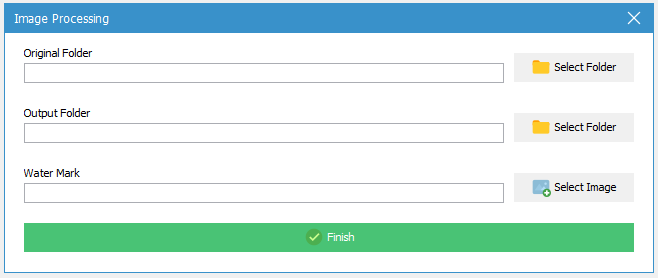 Image Processing
Original Folder
Select Folder
Output Folder
Select Folder
Water Mark
Select Image
Finish